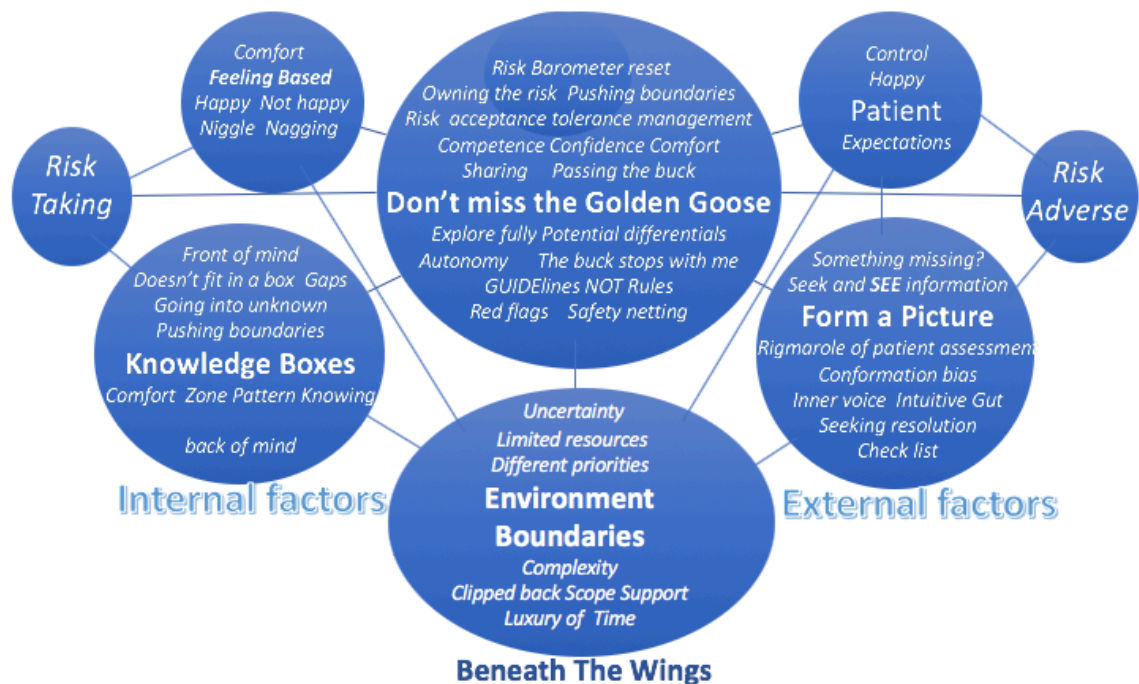 Comfort
Feeling Based
Happy Not happy
Niggle Nagging
Risk Barometer reset
Owning the risk Pushing boundaries
Risk acceptance tolerance management
Competence Confidence Comfort
Sharing Passing the buck
Don't miss the Golden Goose
Explore fully Potential differentials
Autonomy The buck stops with me
GUIDElines NOT Rules
Red flags Safety netting
Control
Happy
Patient
Expectations
Risk
Taking
Risk
Adverse
Front of mind
Doesn't fit in a box Gaps
Going into unknown
Pushing boundaries
Knowledge Boxes
Comfort Zone Pattern Knowing
back of mind
Something missing?
Seek and SEE information
Form a Picture
Rigmarole of patient assessment
Conformation bias
Inner voice Intuitive Gut
Seeking resolution
Check list
Uncertainty
Limited resources
Different priorities
Environment
Boundaries
Complexity
Clipped back Scope Support
Luxury of Time
Internal factors
External factors
Beneath The Wings